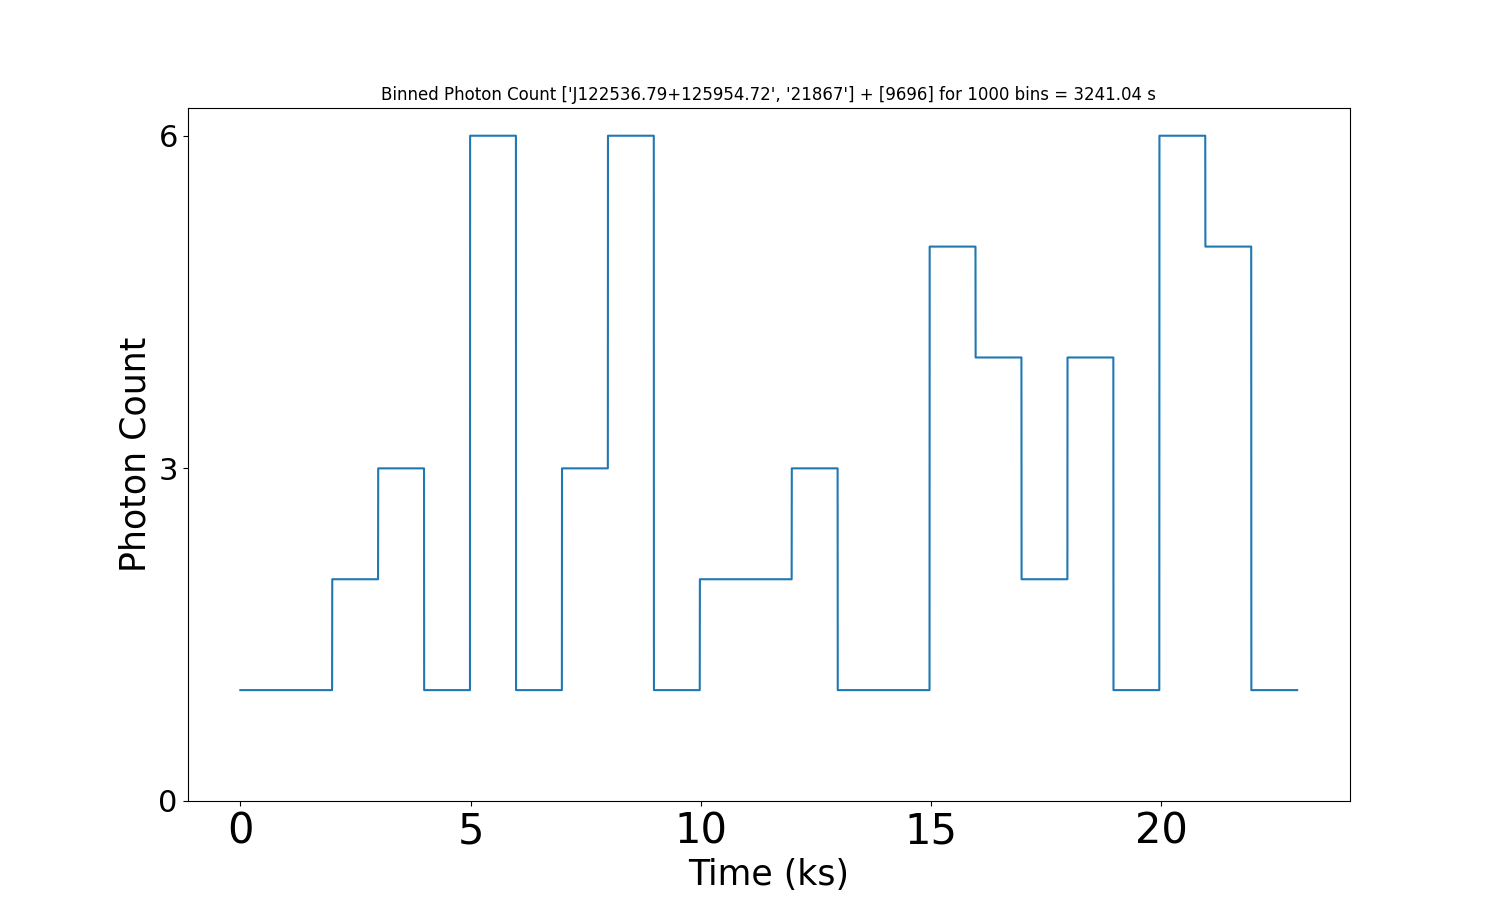 Binned Photon Count ['J122536.79+125954.72', '21867'] + [9696] for 1000 bins = 3241.04 s
6
3
0
Photon Count
0 5 10 15 20
Time (ks)